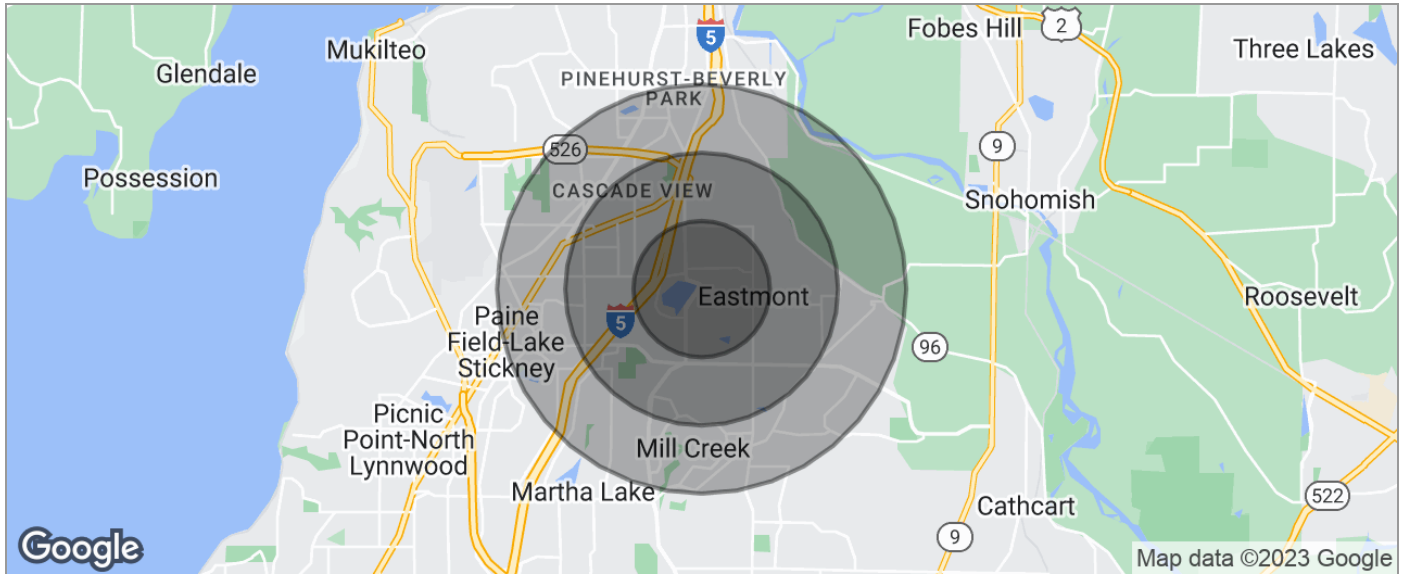 Mukilteo
5
Fobes Hill
2
Three Lakes
Glendale
PINEHURST-BEVERLY
PARK
526
9
Possession
CASCADE VIEW
Snohomish
Eastmont
Roosevelt
5
Paine
Field-Lake
Stickney
96
Picnic
Point-North
Lynnwood
Mill Creek
Martha Lake
Cathcart
522
9
Google
Map data ©2023 Google